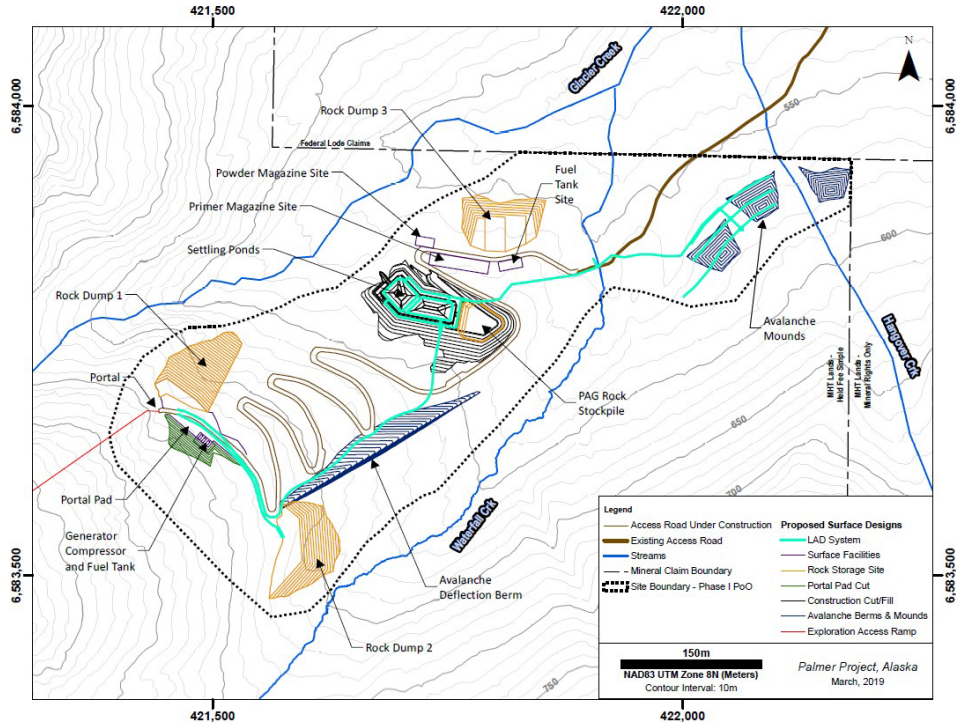 421,500
422,000
N
6,584,000
6,584,000
Glacier Creek
Rock Dump 3
550
Federal Lode Claims
Powder Magazine Site
Fuel
Tank
Site
Primer Magazine Site
Settling Ponds
600
Rock Dump 1
Avalanche
Mounds
Hangover Crk
MHT Lands -
Held Fee Simple
MHT Lands -
Mineral Rights Only
Portal
PAG Rock
Stockpile
650
Portal Pad
700
Waterfall Crk
Generator
Compressor
and Fuel Tank
Avalanche
Deflection Berm
6,583,500
6,583,500
Rock Dump 2
750
Legend
Access Road Under Construction
Existing Access Road
Streams
Mineral Claim Boundary
Site Boundary - Phase I PoO
Proposed Surface Designs
LAD System
Surface Facilities
Rock Storage Site
Portal Pad Cut
Construction Cut/Fill
Avalanche Berms & Mounds
Exploration Access Ramp
150m
NAD83 UTM Zone 8N (Meters)
Contour Interval: 10m
Palmer Project, Alaska
March, 2019
421,500
422,000